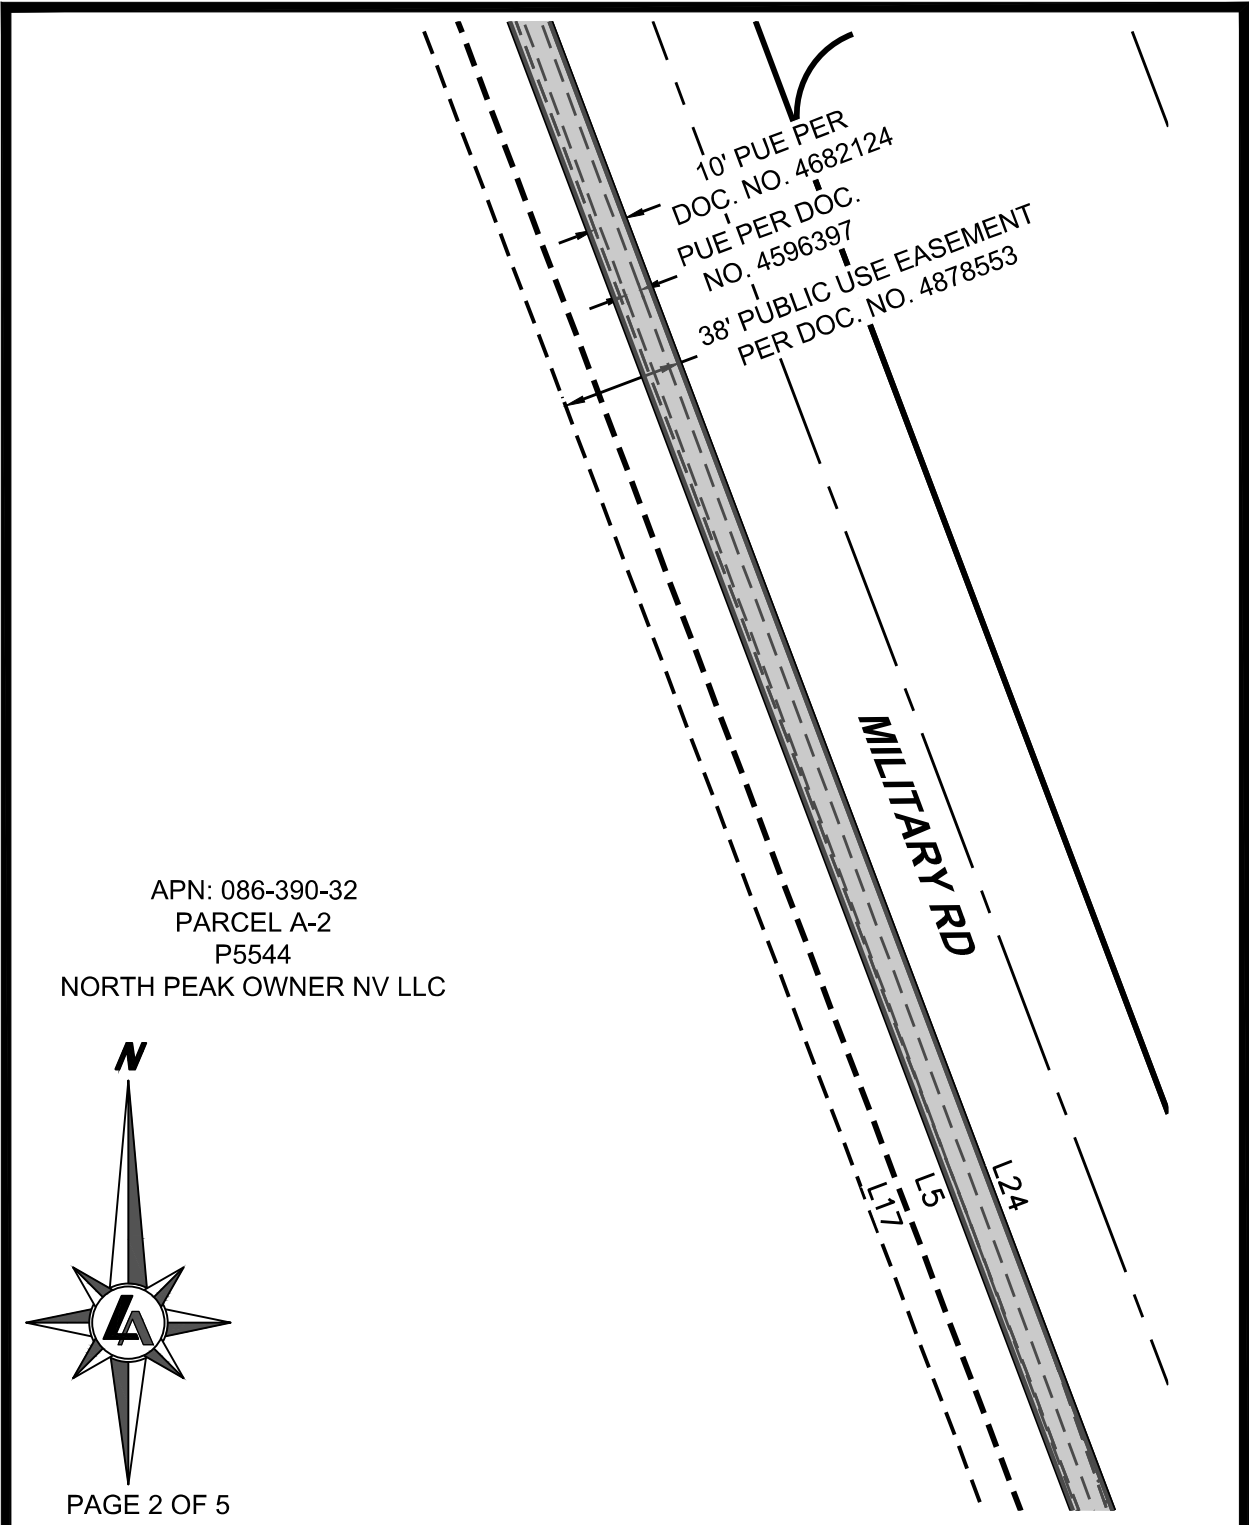 10' PUE PER
DOC. NO. 4682124
PUE PER DOC.
NO. 4596397
38' PUBLIC USE EASEMENT
PER DOC. NO. 4878553
MILITARY RD
APN: 086-390-32
PARCEL A-2
P5544
NORTH PEAK OWNER NV LLC
N
L17
L5
L24
LA
PAGE 2 OF 5